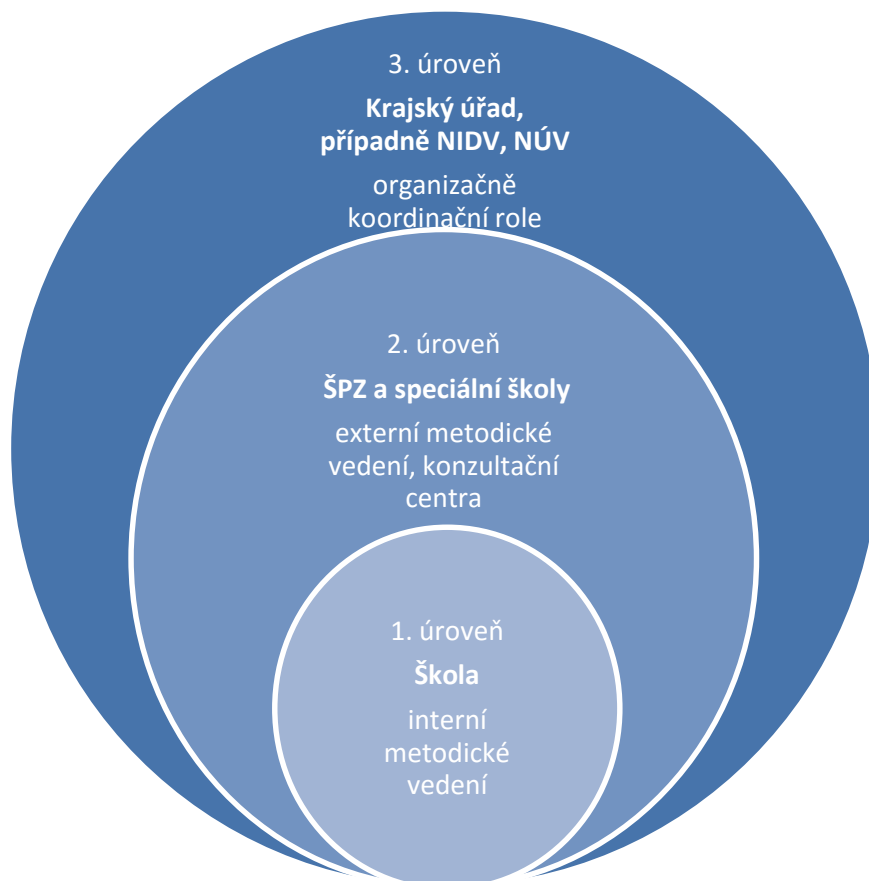 3. úroveň
Krajský úřad,
případně NIDV, NÚV
organizačně
koordinační role
2. úroveň
ŠPZ a speciální školy
externí metodické
vedení, konzultační
centra
1. úroveň
Škola
interní
metodické
vedení